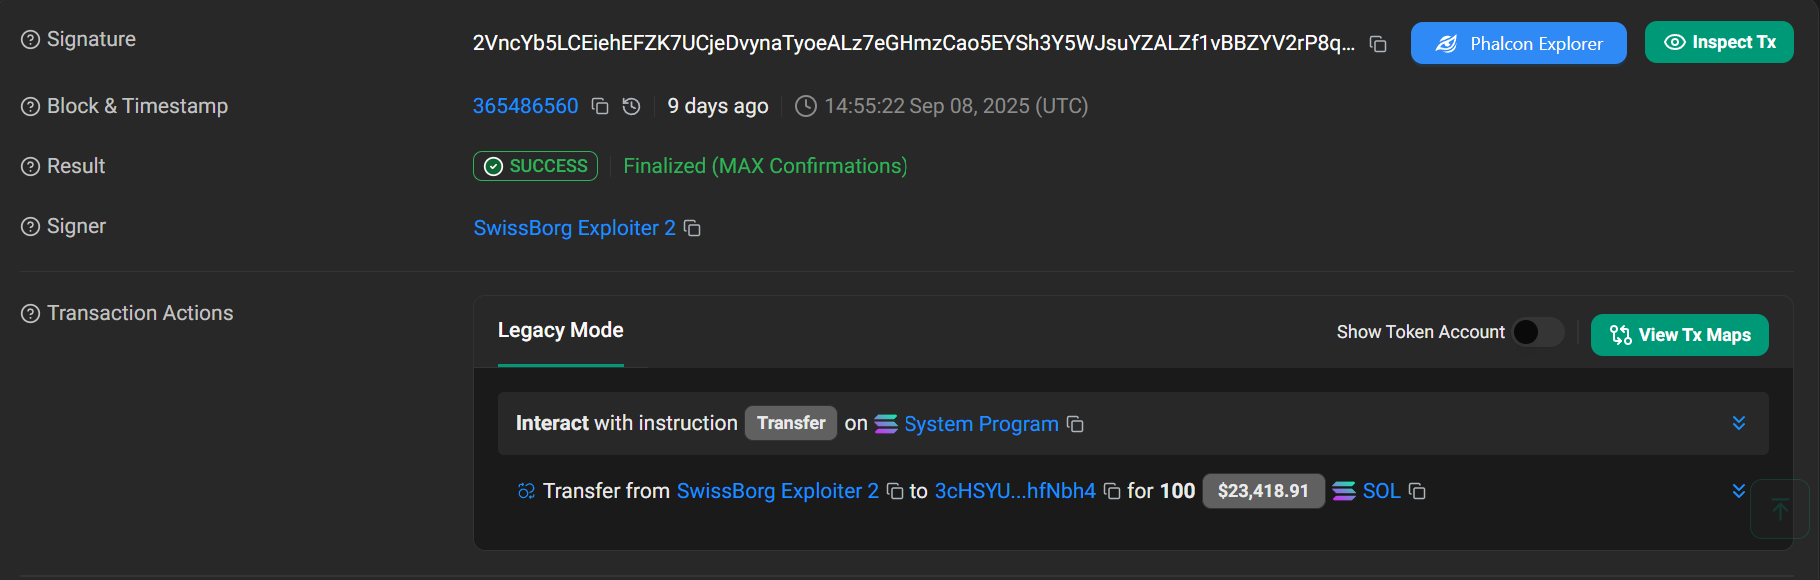 Signature 2VncYb5LCEiehEFZK7UCjeDvynaTyoeALz7eGHmzCao5EYSh3Y5WJsuYZALZf1vBBZYV2rP8q... Phalcon Explorer Inspect Tx
Block & Timestamp 365486560 9 days ago 14:55:22 Sep 08, 2025 (UTC)
Result SUCCESS Finalized (MAX Confirmations)
Signer SwissBorg Exploiter 2
Transaction Actions Legacy Mode Show Token Account View Tx Maps
Interact with instruction Transfer on System Program
Transfer from SwissBorg Exploiter 2 to 3cHSYU...hfNbh4 for 100 $23,418.91 SOL